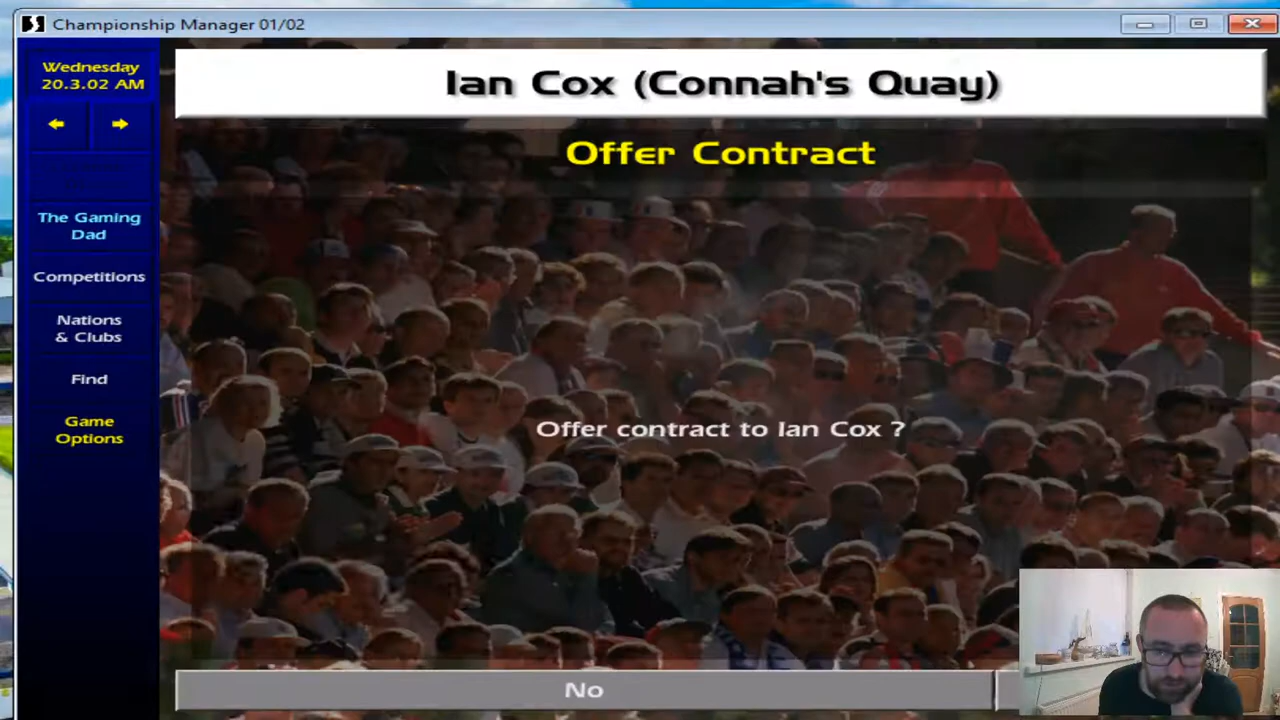 Championship Manager 01/02
Wednesday
20.3.02 AM
The Gaming
Dad
Competitions
Nations
& Clubs
Find
Game
Options
Ian Cox (Connah's Quay)
Offer Contract
Offer contract to Ian Cox ?
No